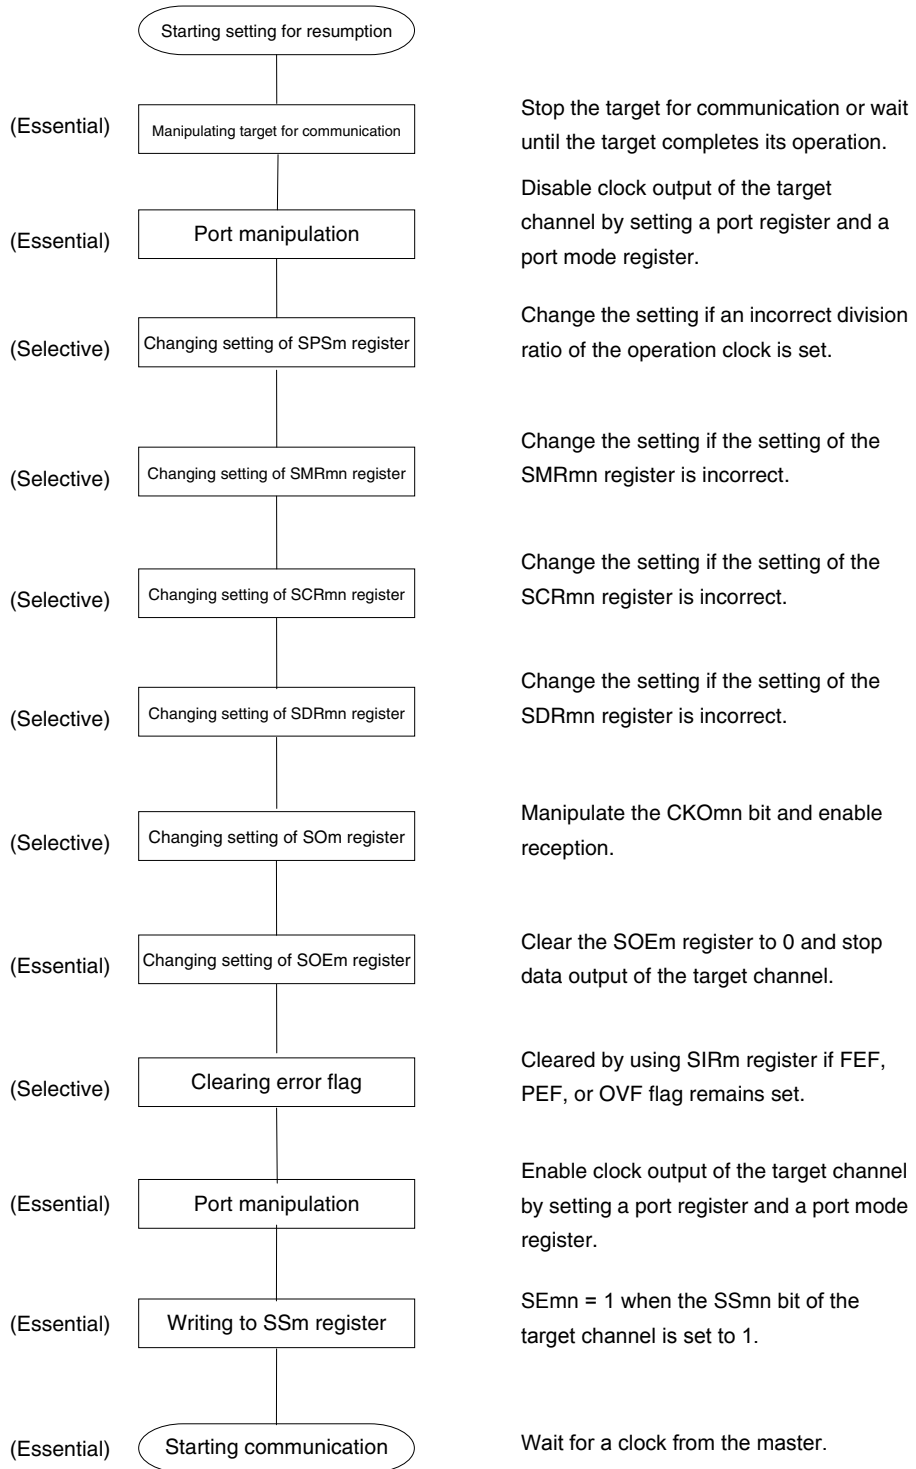 Starting setting for resumption
(Essential)
Manipulating target for communication
Stop the target for communication or wait
until the target completes its operation.
(Essential)
Port manipulation
Disable clock output of the target
channel by setting a port register and a
port mode register.
(Selective)
Changing setting of SPSm register
Change the setting if an incorrect division
ratio of the operation clock is set.
(Selective)
Changing setting of SMRmn register
Change the setting if the setting of the
SMRmn register is incorrect.
(Selective)
Changing setting of SCRmn register
Change the setting if the setting of the
SCRmn register is incorrect.
(Selective)
Changing setting of SDRmn register
Change the setting if the setting of the
SDRmn register is incorrect.
(Selective)
Changing setting of SOm register
Manipulate the CKOmn bit and enable
reception.
(Essential)
Changing setting of SOEm register
Clear the SOEm register to 0 and stop
data output of the target channel.
(Selective)
Clearing error flag
Cleared by using SIRm register if FEF,
PEF, or OVF flag remains set.
(Essential)
Port manipulation
Enable clock output of the target channel
by setting a port register and a port mode
register.
(Essential)
Writing to SSm register
SEmn = 1 when the SSmn bit of the
target channel is set to 1.
(Essential)
Starting communication
Wait for a clock from the master.